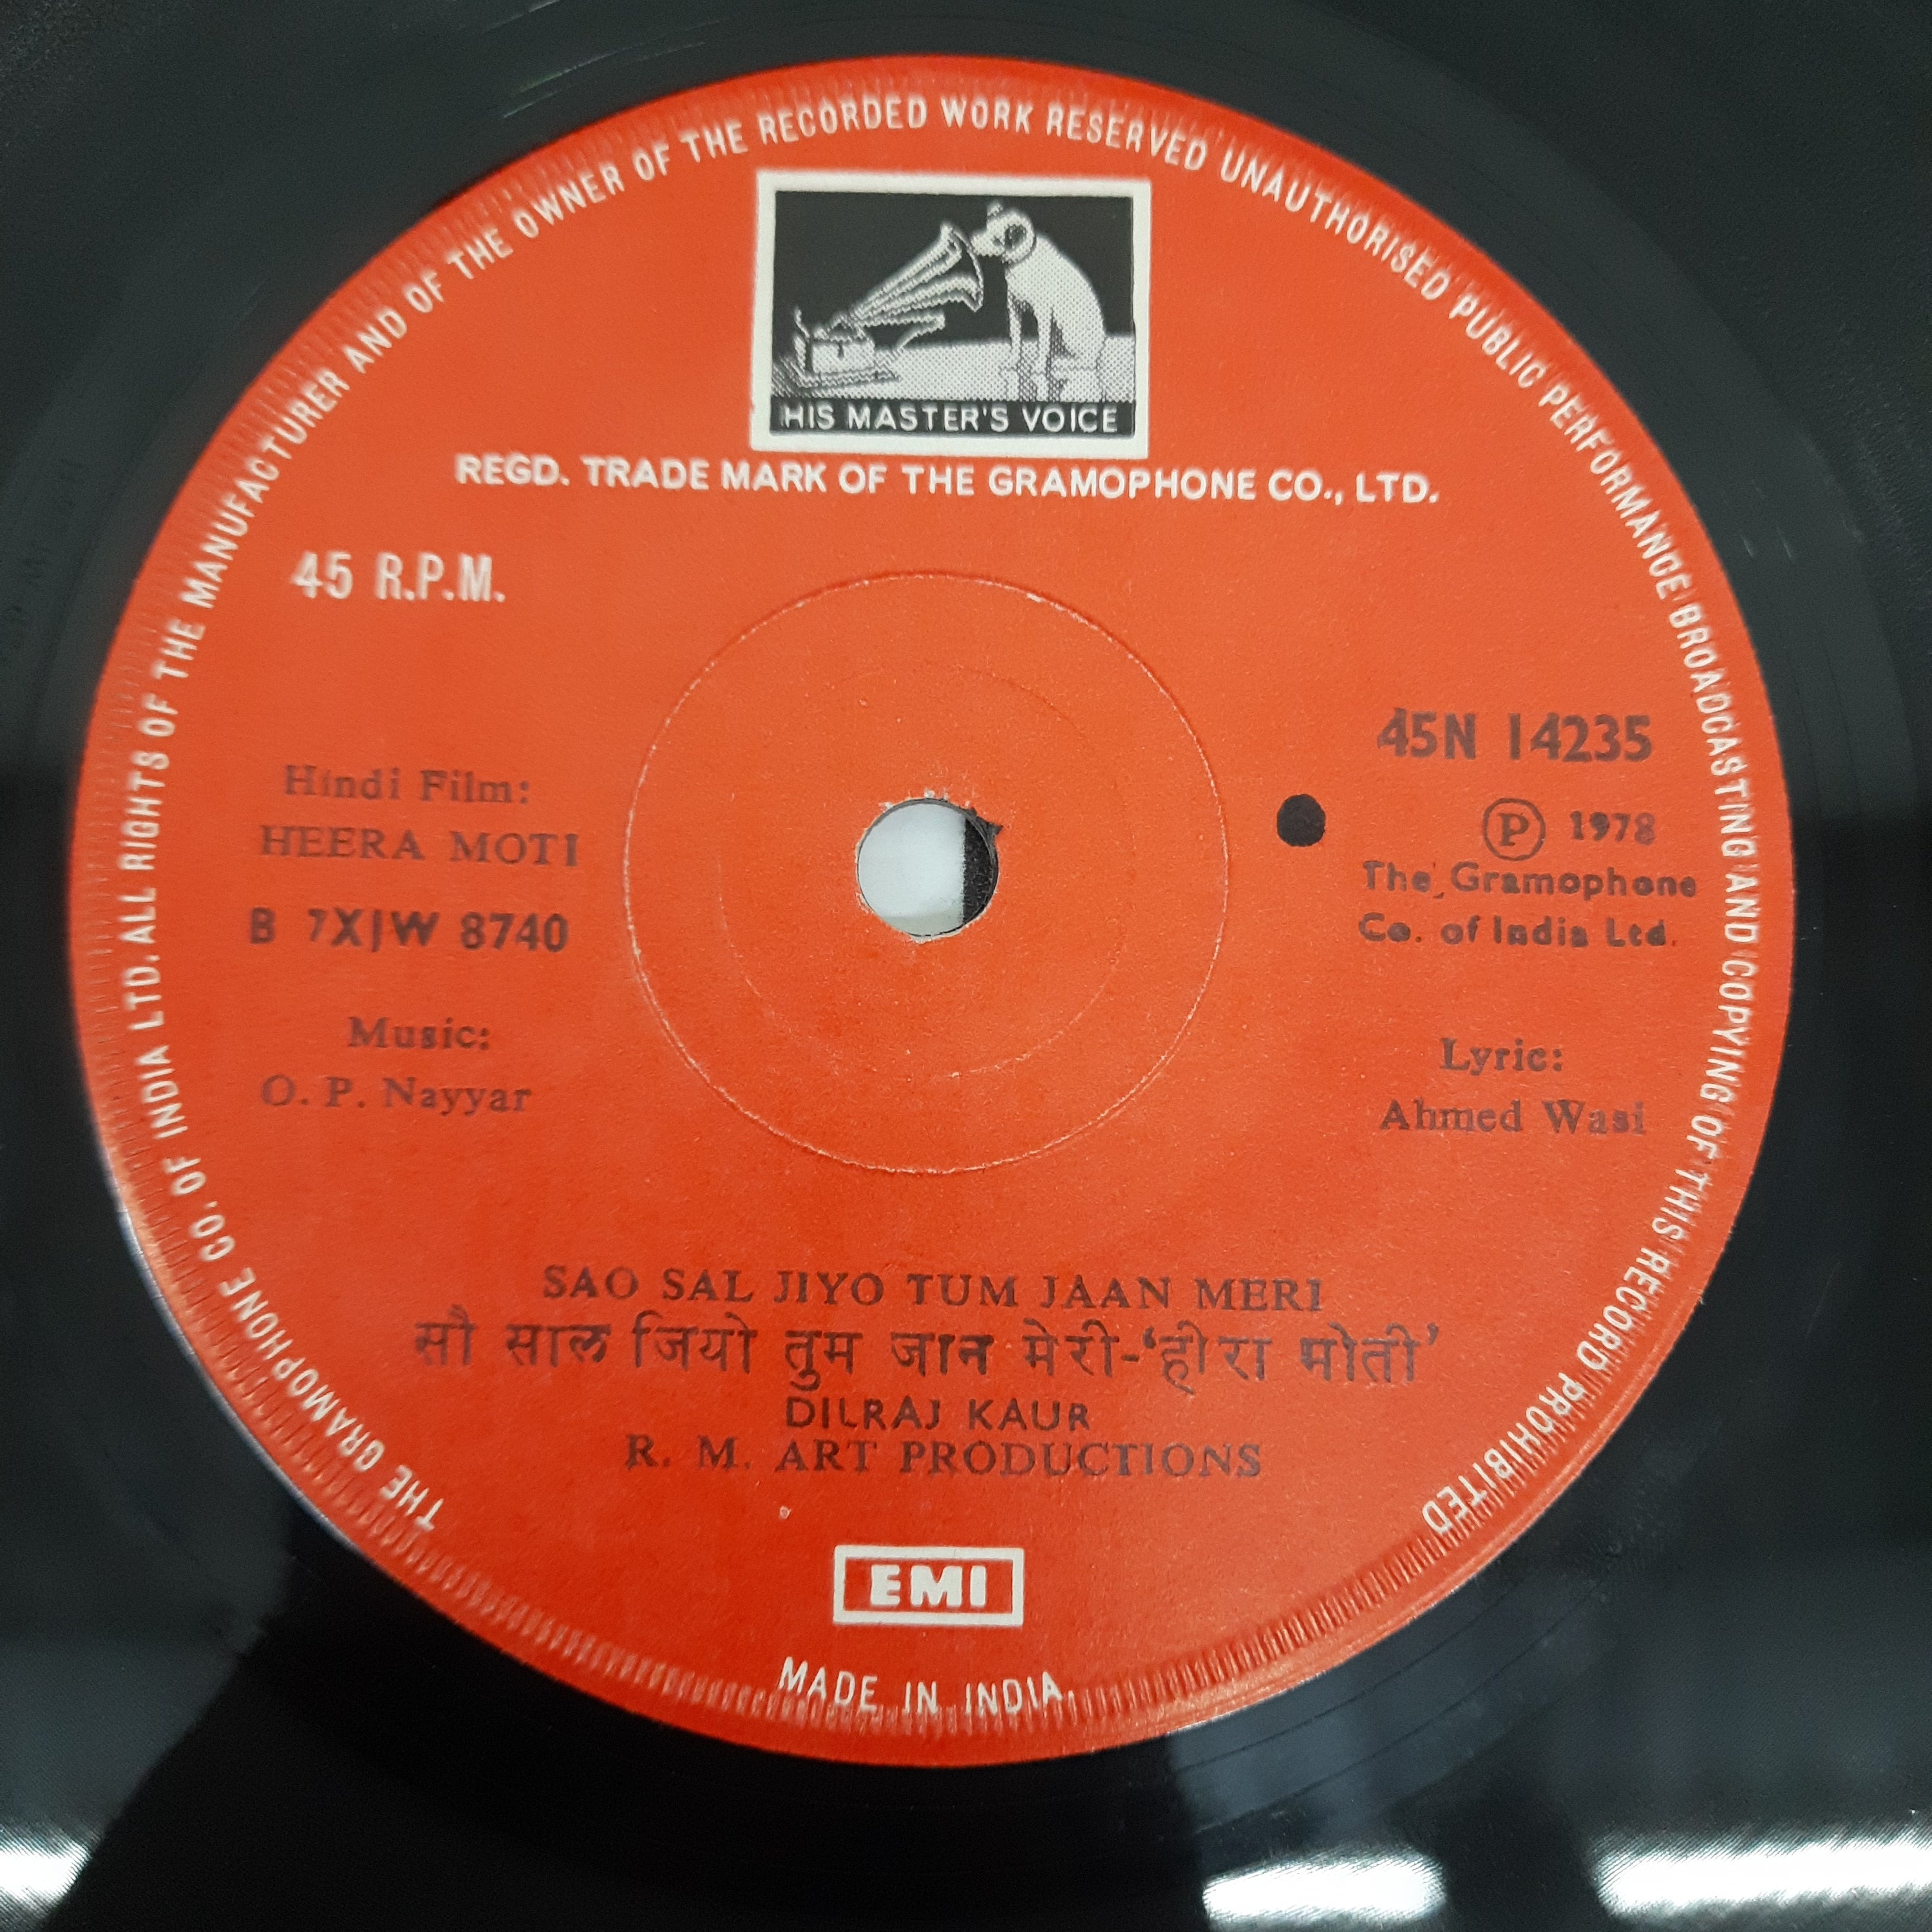 THE GRAMOPHONE CO. OF INDIA LTD. ALL RIGHTS OF THE MANUFACTURER AND OF THE OWNER OF THE RECORDED WORK RESERVED UNAUTHORISED PUBLIC PERFORMANCE BROADCASTING AND COPYING OF THIS RECORD PROHIBITED
HIS MASTER'S VOICE
REGD. TRADE MARK OF THE GRAMOPHONE CO., LTD.
45 R.P.M.
45N 14235
Ⓟ 1978
The Gramophone
Co. of India Ltd.
Hindi Film:
HEERA MOTI
B 7XJW 8740
Music:
O. P. Nayyar
Lyric:
Ahmed Wasi
SAO SAL JIYO TUM JAAN MERI
सौ साल जियो तुम जान मेरी-‘हीरा मोती’
DILRAJ KAUR
R. M. ART PRODUCTIONS
EMI
MADE IN INDIA